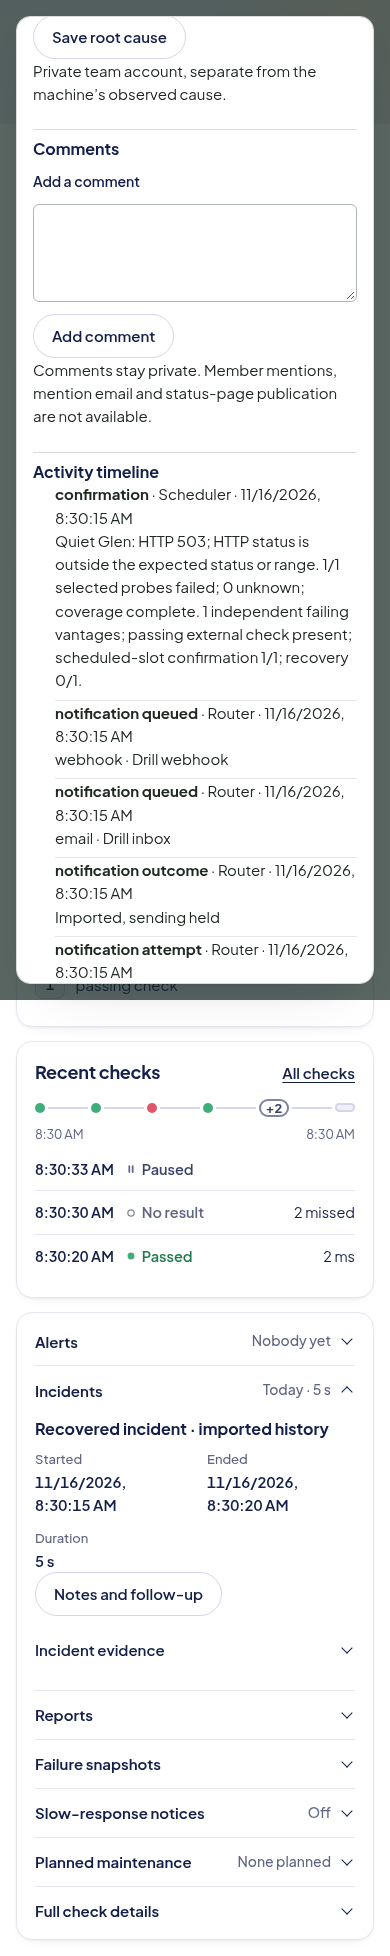 Save root cause
Private team account, separate from the
machine’s observed cause.
Comments
Add a comment
Add comment
Comments stay private. Member mentions,
mention email and status-page publication
are not available.
Activity timeline
confirmation · Scheduler · 11/16/2026,
8:30:15 AM
Quiet Glen: HTTP 503; HTTP status is
outside the expected status or range. 1/1
selected probes failed; 0 unknown;
coverage complete. 1 independent failing
vantages; passing external check present;
scheduled-slot confirmation 1/1; recovery
0/1.
notification queued · Router · 11/16/2026,
8:30:15 AM
webhook · Drill webhook
notification queued · Router · 11/16/2026,
8:30:15 AM
email · Drill inbox
notification outcome · Router · 11/16/2026,
8:30:15 AM
Imported, sending held
notification attempt · Router · 11/16/2026,
8:30:15 AM
1 passing check
Recent checks All checks
+2
8:30 AM 8:30 AM
8:30:33 AM Paused
8:30:30 AM No result 2 missed
8:30:20 AM Passed 2 ms
Alerts Nobody yet
Incidents Today · 5 s
Recovered incident · imported history
Started Ended
11/16/2026, 11/16/2026,
8:30:15 AM 8:30:20 AM
Duration
5 s
Notes and follow-up
Incident evidence
Reports
Failure snapshots
Slow-response notices Off
Planned maintenance None planned
Full check details